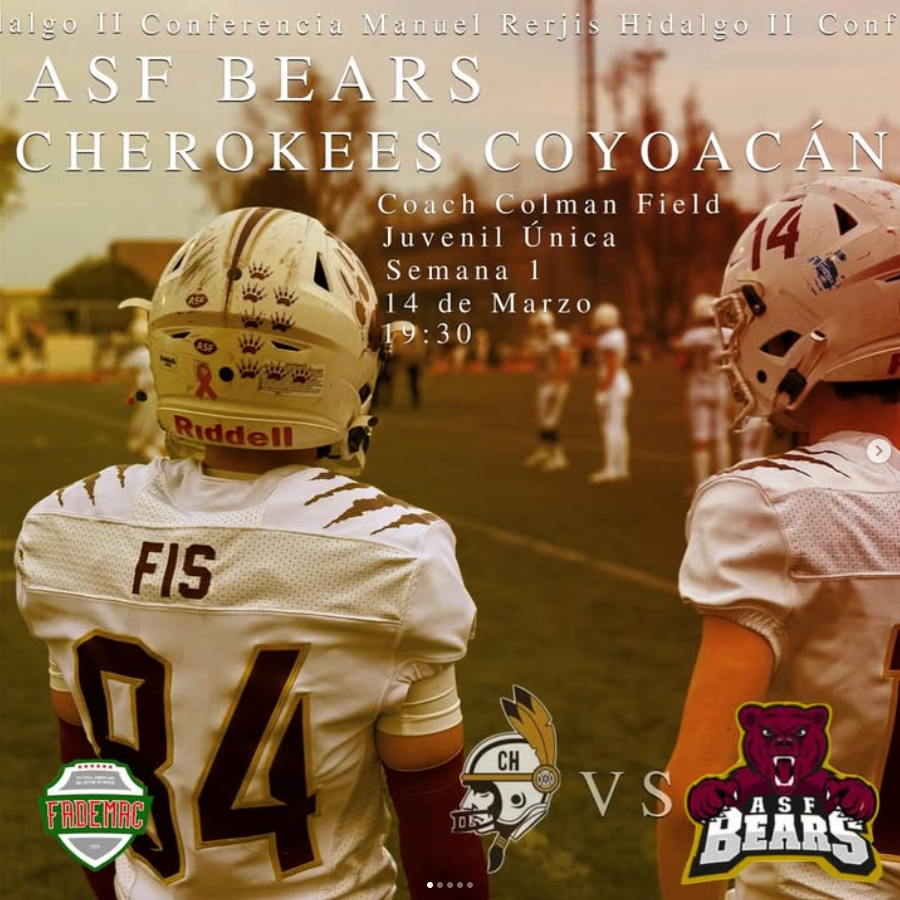 algo II Conferencia Manuel Rerjis Hidalgo II Conf
ASF BEARS
CHEROKEES COYOACÁN
Coach Colman Field
Juvenil Única
Semana 1
14 de Marzo
19:30
14
ASF
ASF
Riddell
FIS
84
CH
VS
FADEMAC
ASF
BEARS